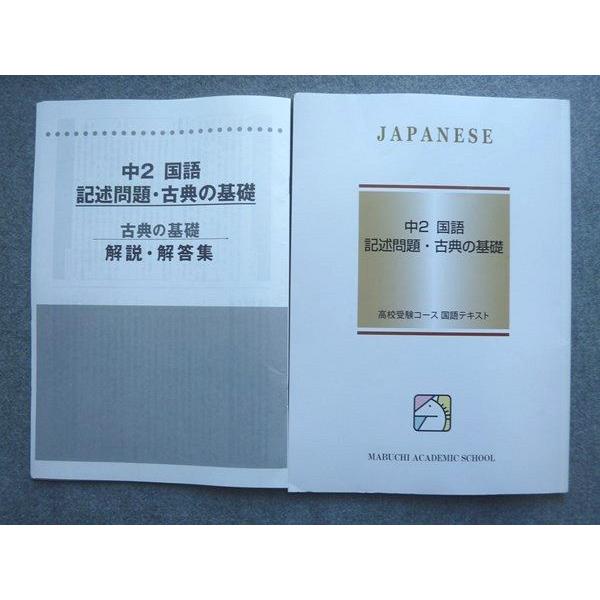 中2 国語
記述問題・古典の基礎
古典の基礎
解説・解答集
JAPANESE
中2 国語
記述問題・古典の基礎
高校受験コース 国語テキスト
MABUCHI ACADEMIC SCHOOL